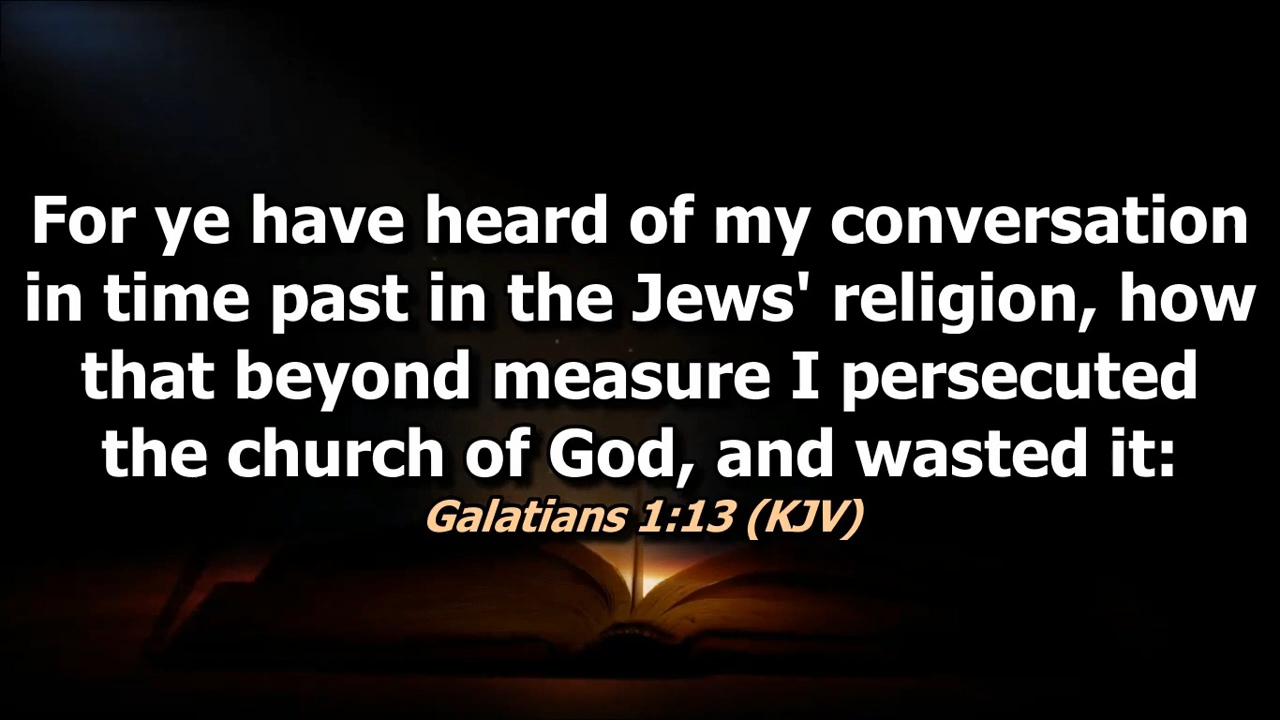 For ye have heard of my conversation
in time past in the Jews' religion, how
that beyond measure I persecuted
the church of God, and wasted it:
Galatians 1:13 (KJV)